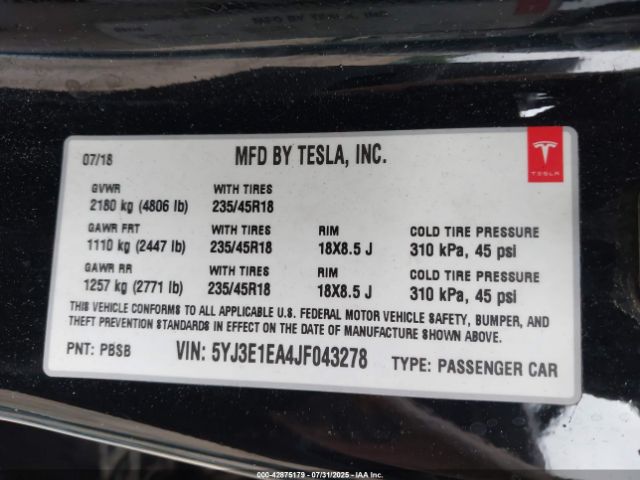 07/18 MFD BY TESLA, INC.
TESLA
GVWR WITH TIRES
2180 kg (4806 lb) 235/45R18
GAWR FRT WITH TIRES RIM COLD TIRE PRESSURE
1110 kg (2447 lb) 235/45R18 18X8.5 J 310 kPa, 45 psi
GAWR RR WITH TIRES RIM COLD TIRE PRESSURE
1257 kg (2771 lb) 235/45R18 18X8.5 J 310 kPa, 45 psi
THIS VEHICLE CONFORMS TO ALL APPLICABLE U.S. FEDERAL MOTOR VEHICLE SAFETY, BUMPER, AND
THEFT PREVENTION STANDARDS IN EFFECT ON THE DATE OF MANUFACTURE SHOWN ABOVE.
PNT: PBSB VIN: 5YJ3E1EA4JF043278 TYPE: PASSENGER CAR
000-42875179 - 07/31/2025 - IAA Inc.